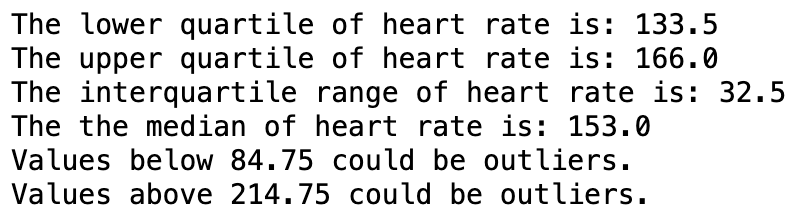 The lower quartile of heart rate is: 133.5
The upper quartile of heart rate is: 166.0
The interquartile range of heart rate is: 32.5
The the median of heart rate is: 153.0
Values below 84.75 could be outliers.
Values above 214.75 could be outliers.